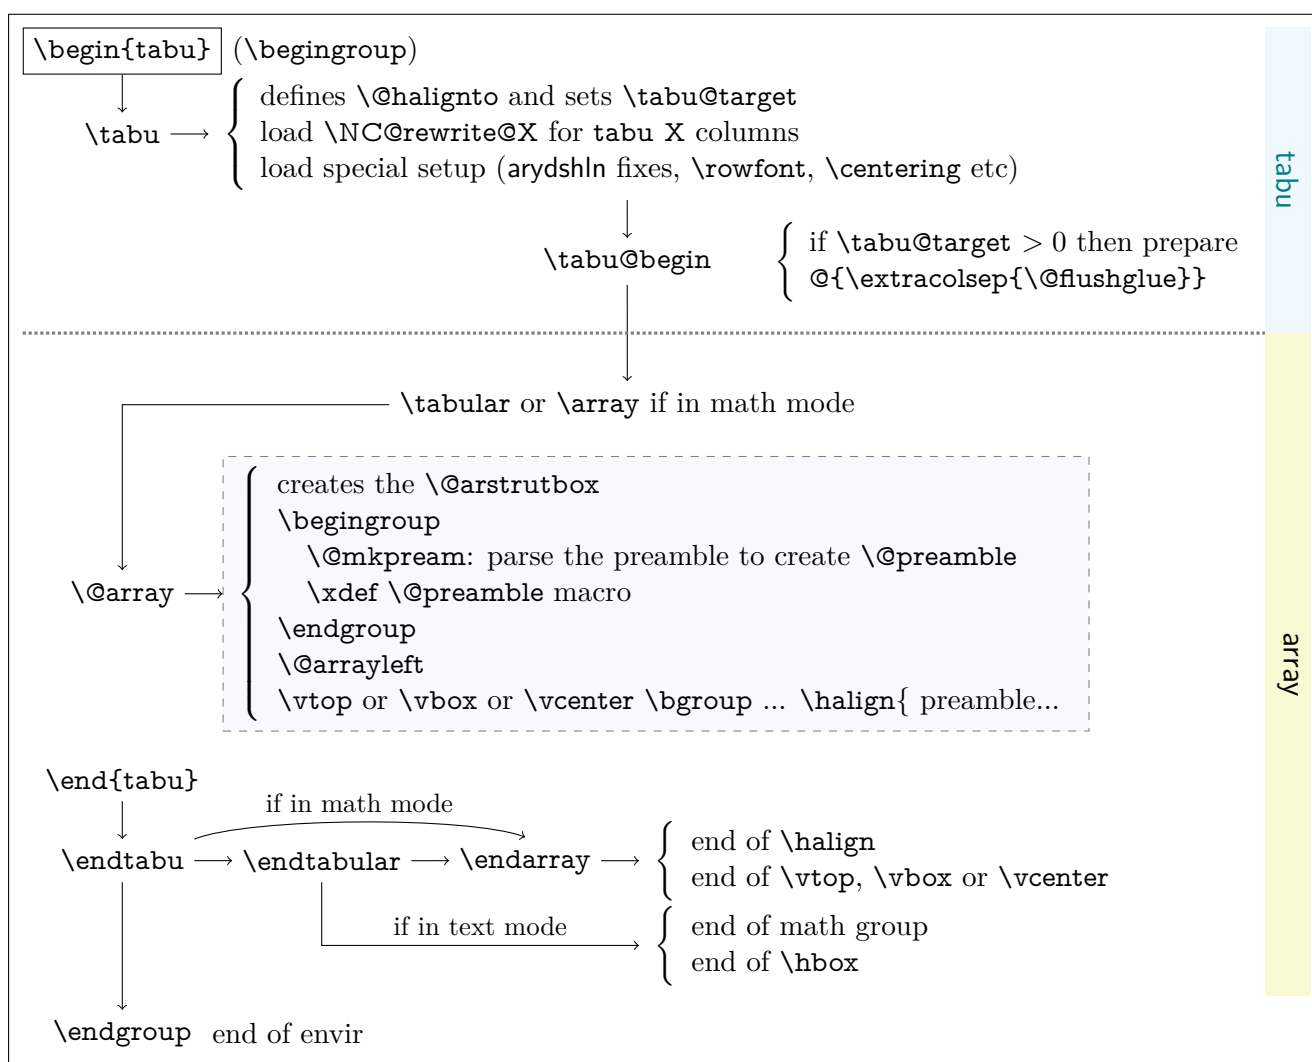 \begin{tabu} (\begingroup)
defines \@halignto and sets \tabu@target
\tabu
load \NC@rewrite@X for tabu X columns
load special setup (arydshln fixes, \rowfont, \centering etc)
tabu
\tabu@begin
if \tabu@target > 0 then prepare
@{\extracolsep{\@flushglue}}
\tabular or \array if in math mode
creates the \@arstrutbox
\begingroup
\@mkpream: parse the preamble to create \@preamble
\@array
\xdef \@preamble macro
\endgroup
\@arrayleft
\vtop or \vbox or \vcenter \bgroup ... \halign{ preamble...
array
\end{tabu}
if in math mode
\endtabu
\endtabular
\endarray
end of \halign
end of \vtop, \vbox or \vcenter
if in text mode
end of math group
end of \hbox
\endgroup end of envir